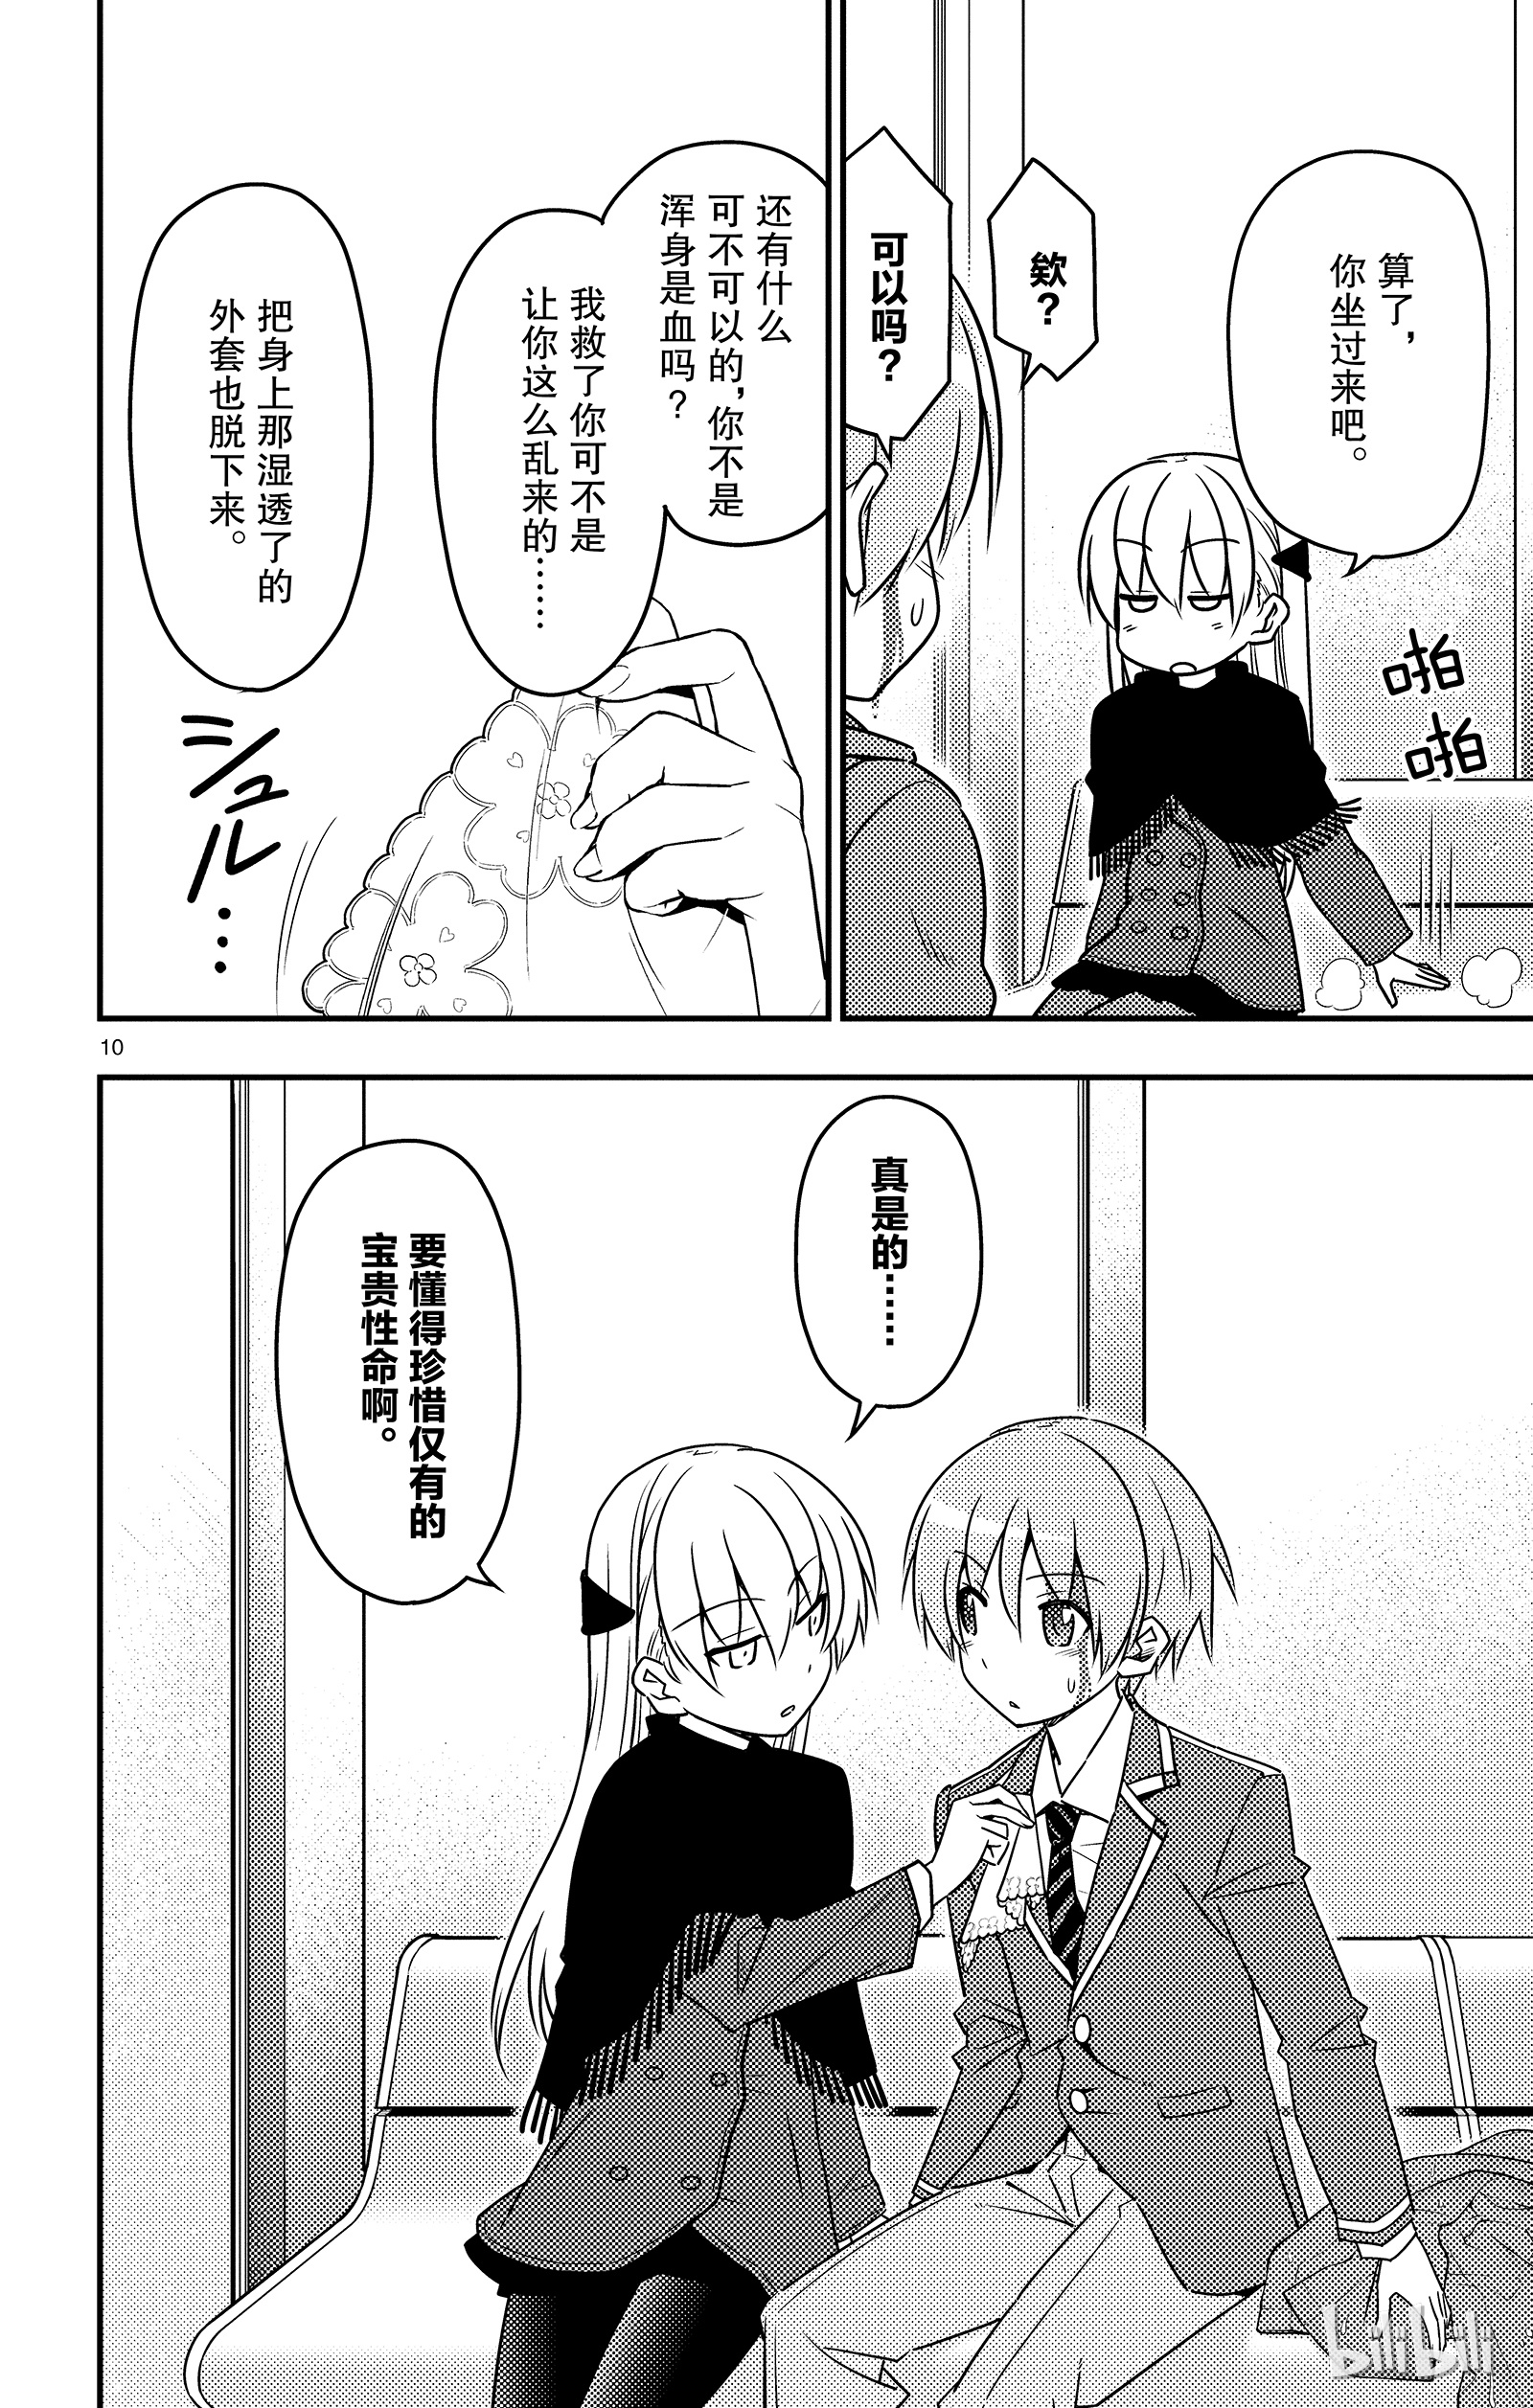 算了，
你坐过来吧。
欸？
可以吗？
啪
啪
还有什么
可不可以的，你不是
浑身是血吗？
我救了你可不是
让你这么乱来的……
把身上那湿透了的
外套也脱下来。
シュル…
10
真是的……
要懂得珍惜仅有的
宝贵性命啊。
bilibili